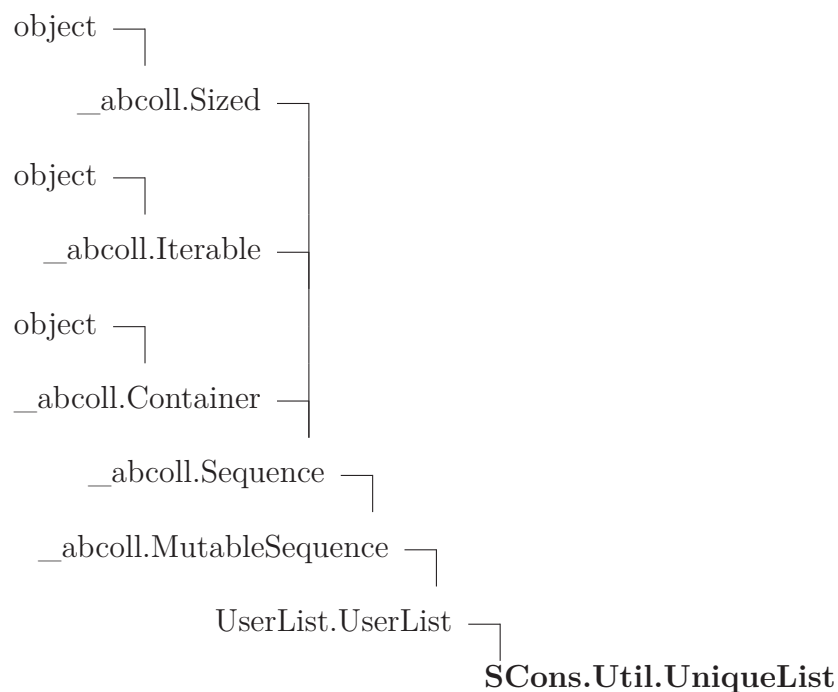 object
_abcoll.Sized
object
_abcoll.Iterable
object
_abcoll.Container
_abcoll.Sequence
_abcoll.MutableSequence
UserList.UserList
SCons.Util.UniqueList